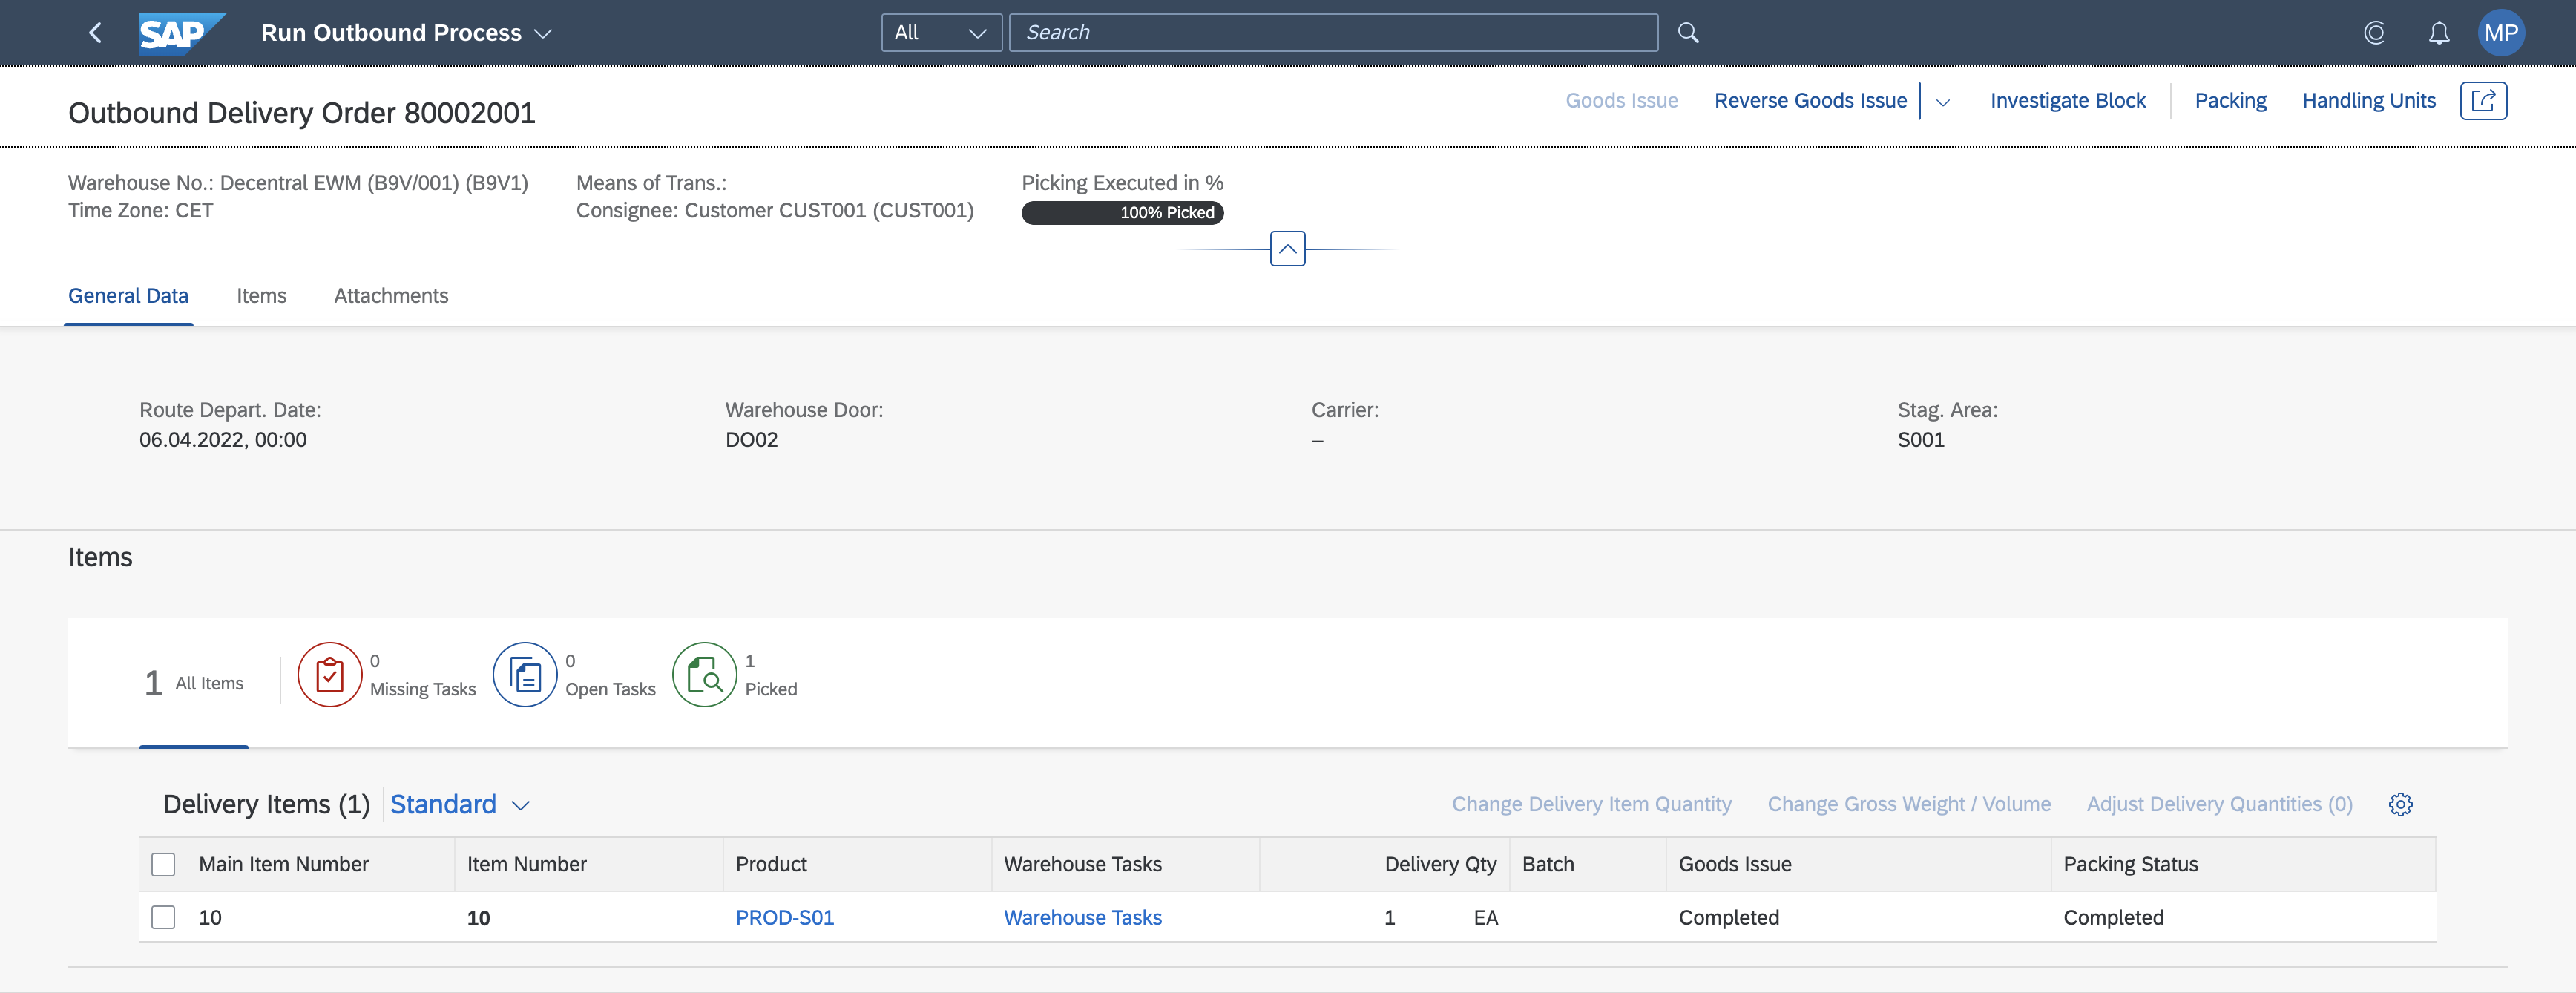 SAP Run Outbound Process All Search MP
Outbound Delivery Order 80002001 Goods Issue Reverse Goods Issue Investigate Block Packing Handling Units
Warehouse No.: Decentral EWM (B9V/001) (B9V1) Means of Trans.: Picking Executed in %
Time Zone: CET Consignee: Customer CUST001 (CUST001) 100% Picked
General Data Items Attachments
Route Depart. Date: Warehouse Door: Carrier: Stag. Area:
06.04.2022, 00:00 DO02 – S001
Items
1 All Items 0 Missing Tasks 0 Open Tasks 1 Picked
Delivery Items (1) Standard Change Delivery Item Quantity Change Gross Weight / Volume Adjust Delivery Quantities (0)
Main Item Number Item Number Product Warehouse Tasks Delivery Qty Batch Goods Issue Packing Status
10 10 PROD-S01 Warehouse Tasks 1 EA Completed Completed